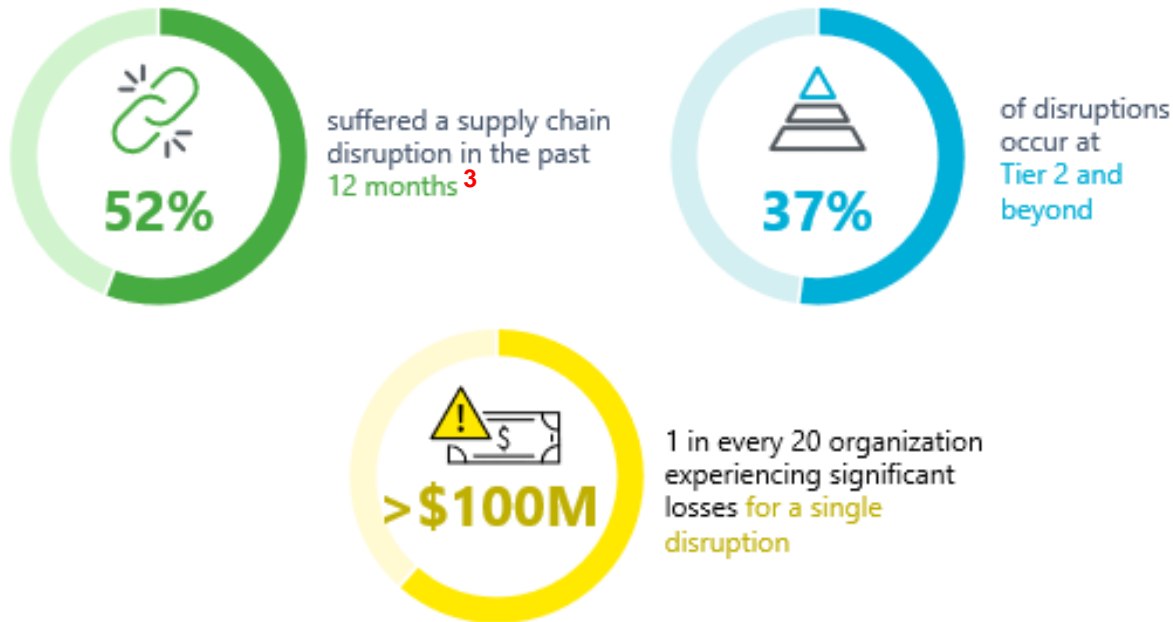 52%
suffered a supply chain
disruption in the past
12 months 3
37%
of disruptions
occur at
Tier 2 and
beyond
!
$
>$100M
1 in every 20 organization
experiencing significant
losses for a single
disruption